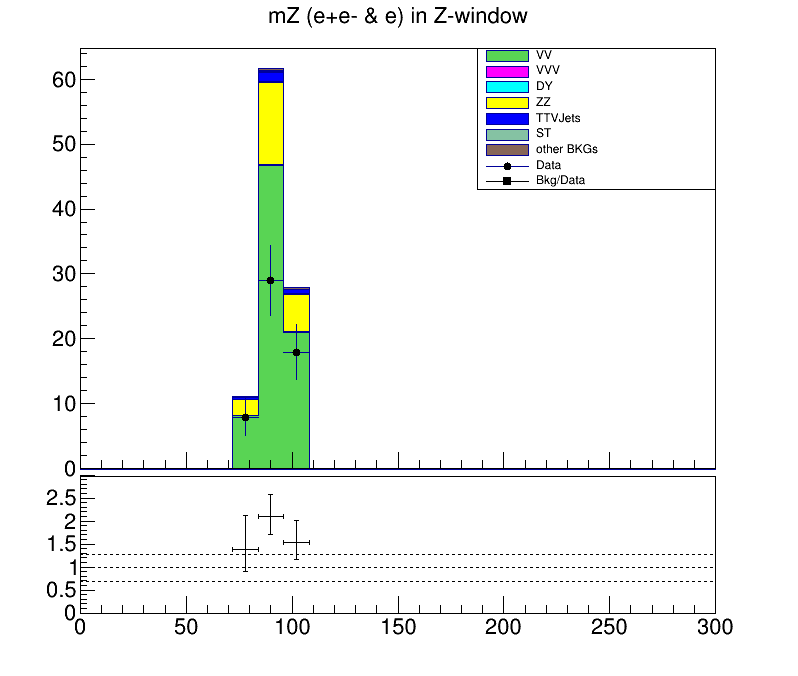 mZ (e+e- & e) in Z-window
VV
VVV
DY
ZZ
TTVJets
ST
other BKGs
Data
Bkg/Data
60
50
40
30
20
10
0
2.5
2
1.5
1
0.5
0
0 50 100 150 200 250 300